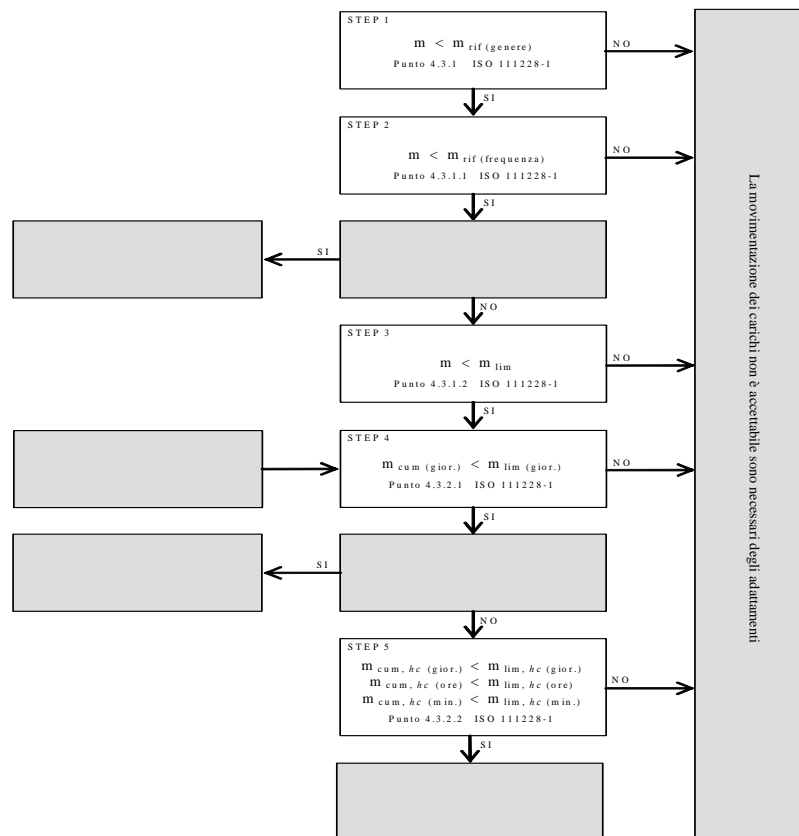 STEP 1
m < m rif (genere)
Punto 4.3.1 ISO 111228-1
NO
SI
STEP 2
m < m rif (frequenza)
Punto 4.3.1.1 ISO 111228-1
NO
SI
SI
NO
STEP 3
m < m lim
Punto 4.3.1.2 ISO 111228-1
NO
SI
STEP 4
m cum (gior.) < m lim (gior.)
Punto 4.3.2.1 ISO 111228-1
NO
SI
SI
NO
STEP 5
m cum, hc (gior.) < m lim, hc (gior.)
m cum, hc (ore) < m lim, hc (ore)
m cum, hc (min.) < m lim, hc (min.)
Punto 4.3.2.2 ISO 111228-1
NO
SI
La movimentazione dei carichi non è accettabile sono necessari degli adattamenti